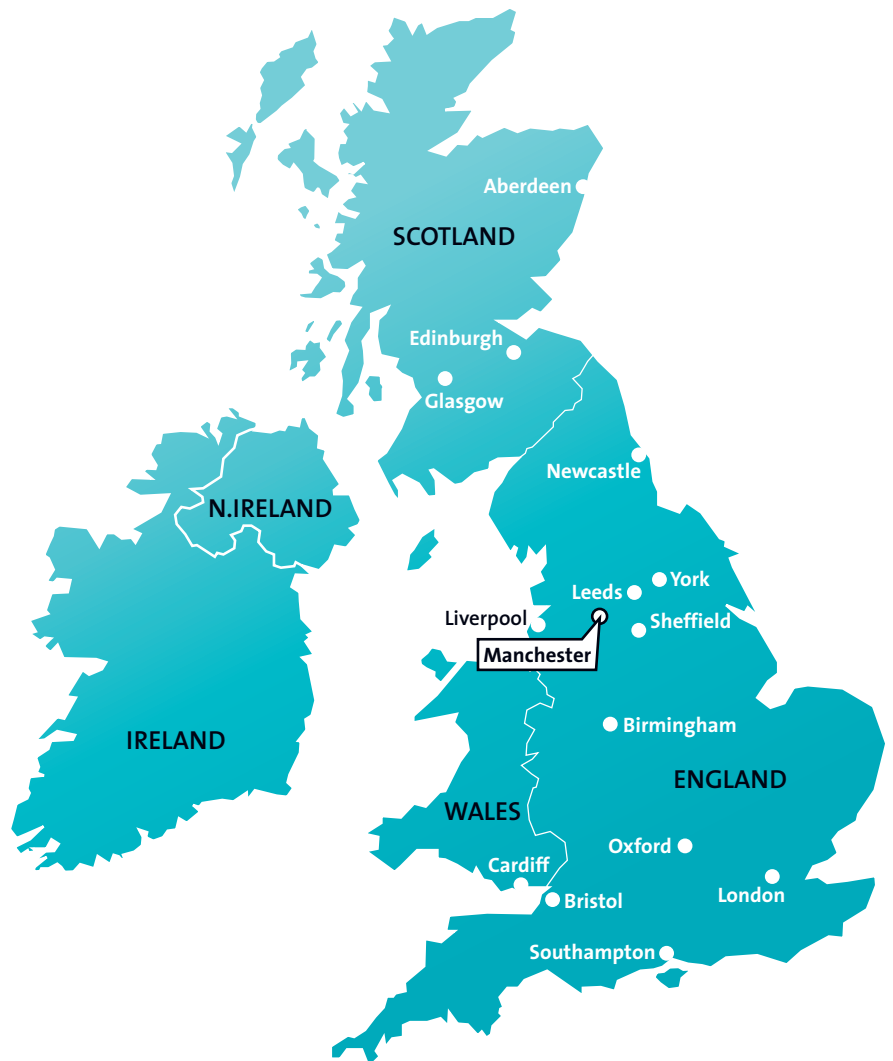 Aberdeen
SCOTLAND
Edinburgh
Glasgow
Newcastle
N.IRELAND
York
Leeds
Liverpool
Sheffield
Manchester
Birmingham
IRELAND
ENGLAND
WALES
Oxford
Cardiff
London
Bristol
Southampton